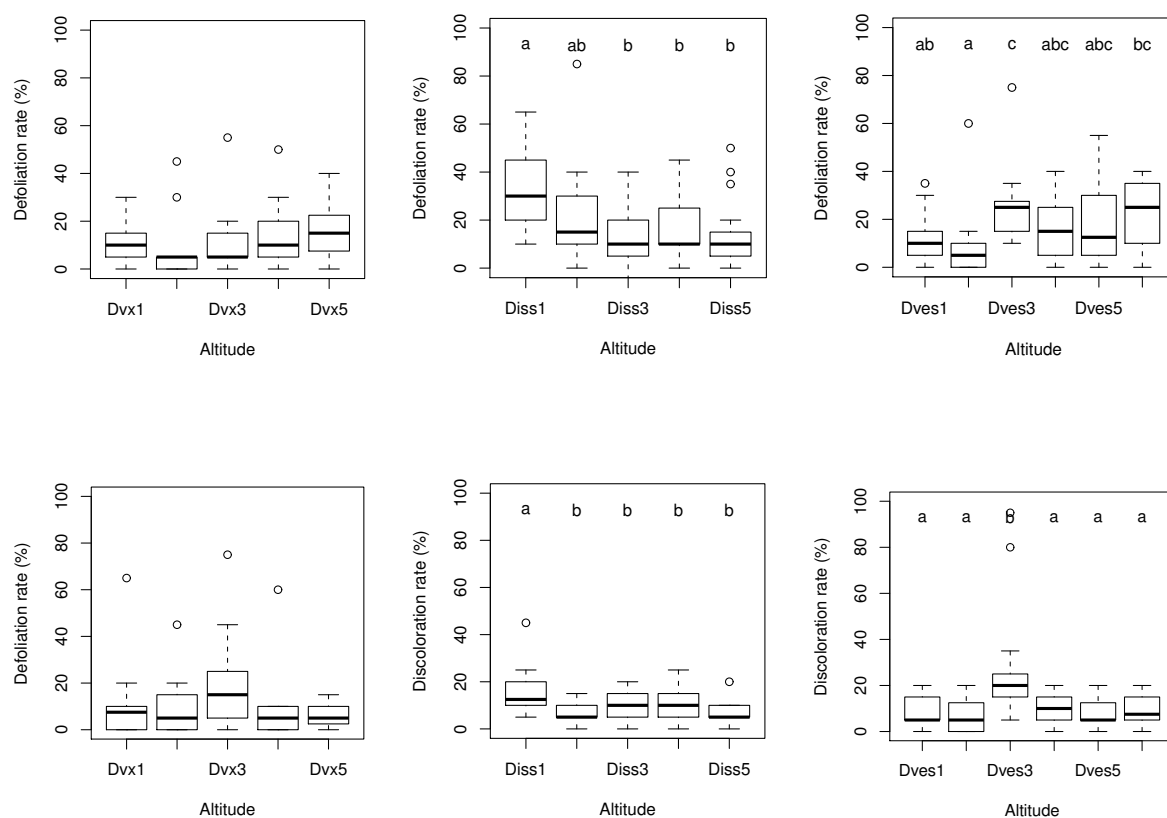 Defoliation rate (%)
0 20 40 60 80 100
Dvx1 Dvx3 Dvx5
Altitude
Defoliation rate (%)
0 20 40 60 80 100
a ab b b b
Diss1 Diss3 Diss5
Altitude
Defoliation rate (%)
0 20 40 60 80 100
ab a c abc abc bc
Dves1 Dves3 Dves5
Altitude
Defoliation rate (%)
0 20 40 60 80 100
Dvx1 Dvx3 Dvx5
Altitude
Discoloration rate (%)
0 20 40 60 80 100
a b b b b
Diss1 Diss3 Diss5
Altitude
Discoloration rate (%)
0 20 40 60 80 100
a a b a a a
Dves1 Dves3 Dves5
Altitude